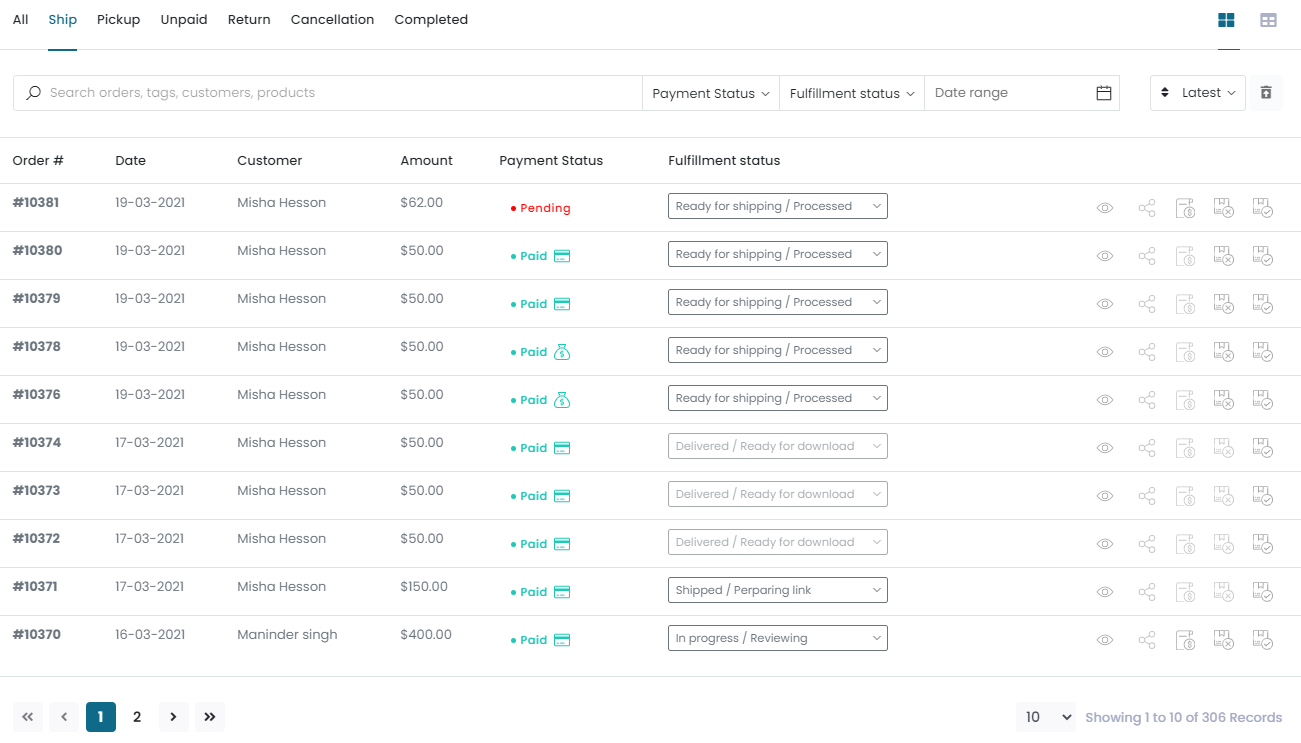 All Ship Pickup Unpaid Return Cancellation Completed
Search orders, tags, customers, products Payment Status Fulfillment status Date range Latest
Order # Date Customer Amount Payment Status Fulfillment status
#10381 19-03-2021 Misha Hesson $62.00 Pending Ready for shipping / Processed
#10380 19-03-2021 Misha Hesson $50.00 Paid Ready for shipping / Processed
#10379 19-03-2021 Misha Hesson $50.00 Paid Ready for shipping / Processed
#10378 19-03-2021 Misha Hesson $50.00 Paid Ready for shipping / Processed
#10376 19-03-2021 Misha Hesson $50.00 Paid Ready for shipping / Processed
#10374 17-03-2021 Misha Hesson $50.00 Paid Delivered / Ready for download
#10373 17-03-2021 Misha Hesson $50.00 Paid Delivered / Ready for download
#10372 17-03-2021 Misha Hesson $50.00 Paid Delivered / Ready for download
#10371 17-03-2021 Misha Hesson $150.00 Paid Shipped / Perparing link
#10370 16-03-2021 Maninder singh $400.00 Paid In progress / Reviewing
« ‹ 1 2 › » 10 Showing 1 to 10 of 306 Records